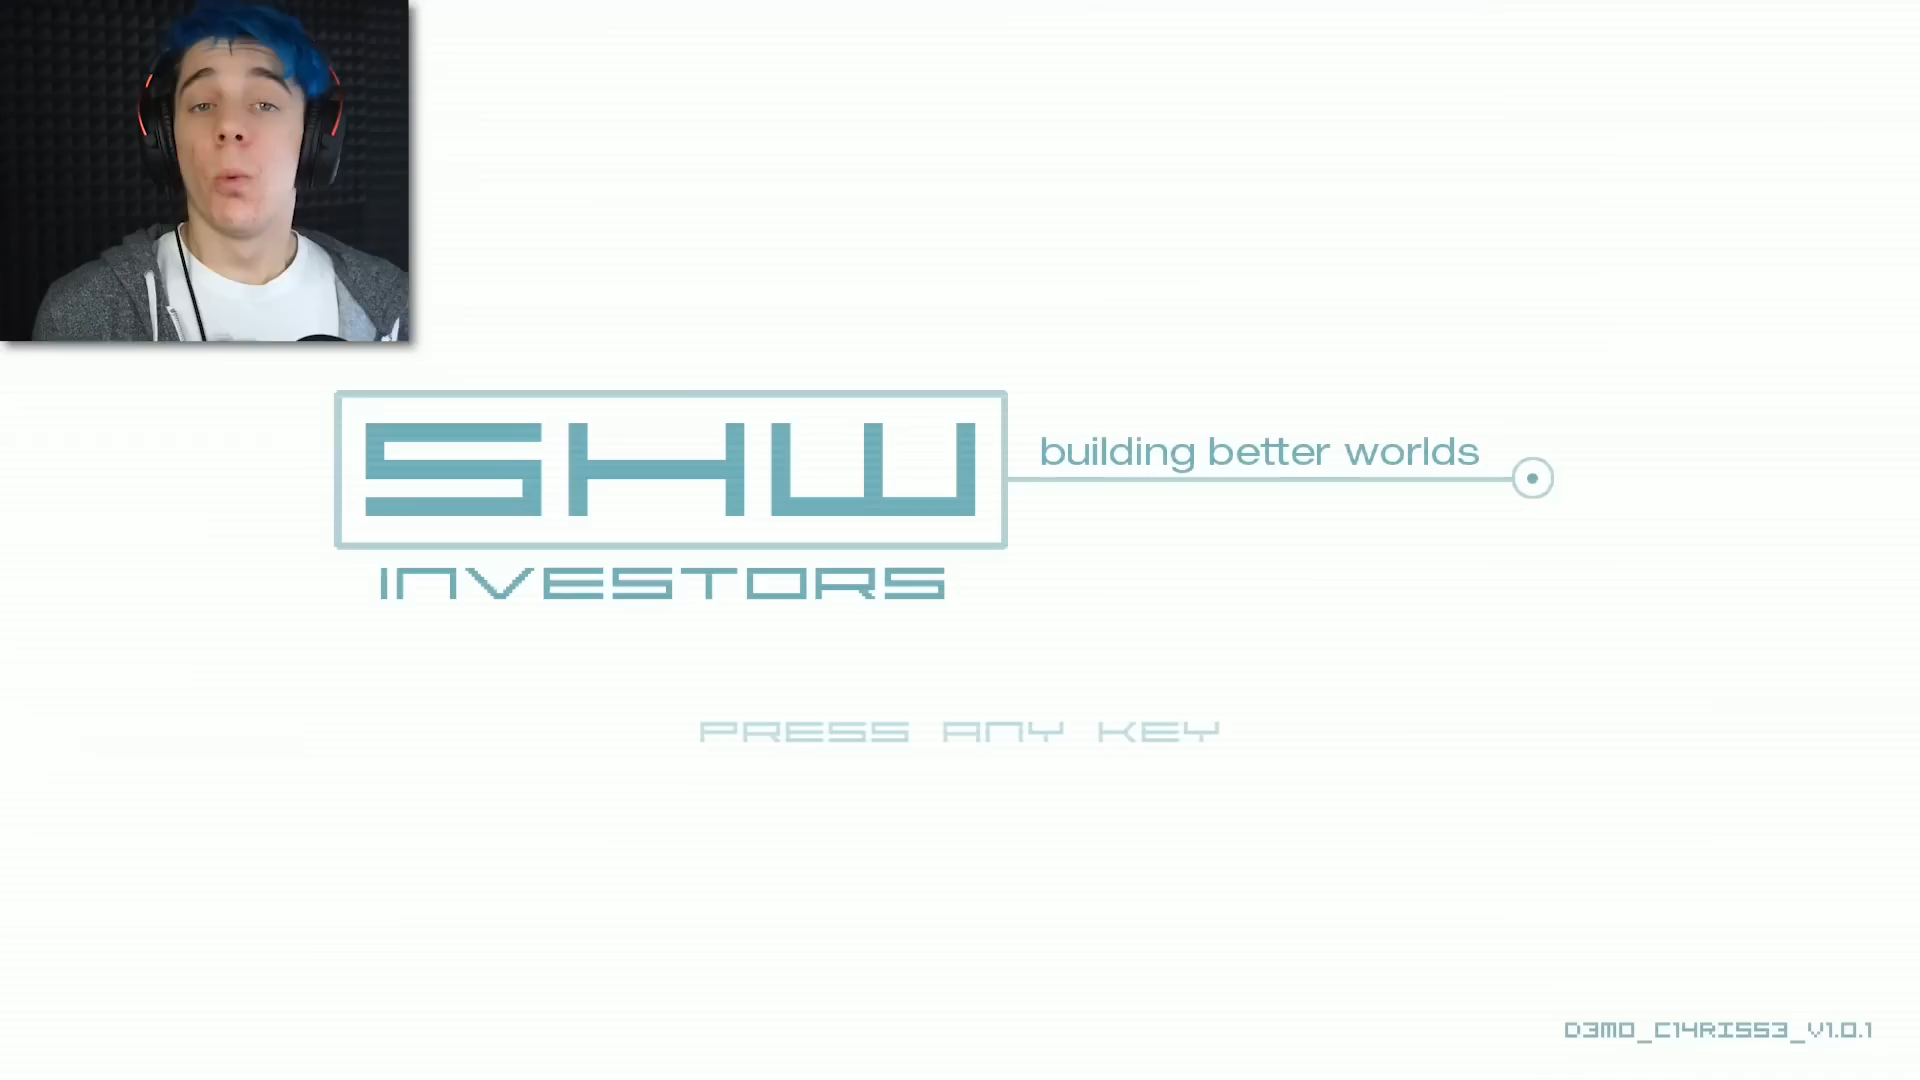 SHW
building better worlds
INVESTORS
PRESS ANY KEY
D3MO_C14RISS3_V1.0.1